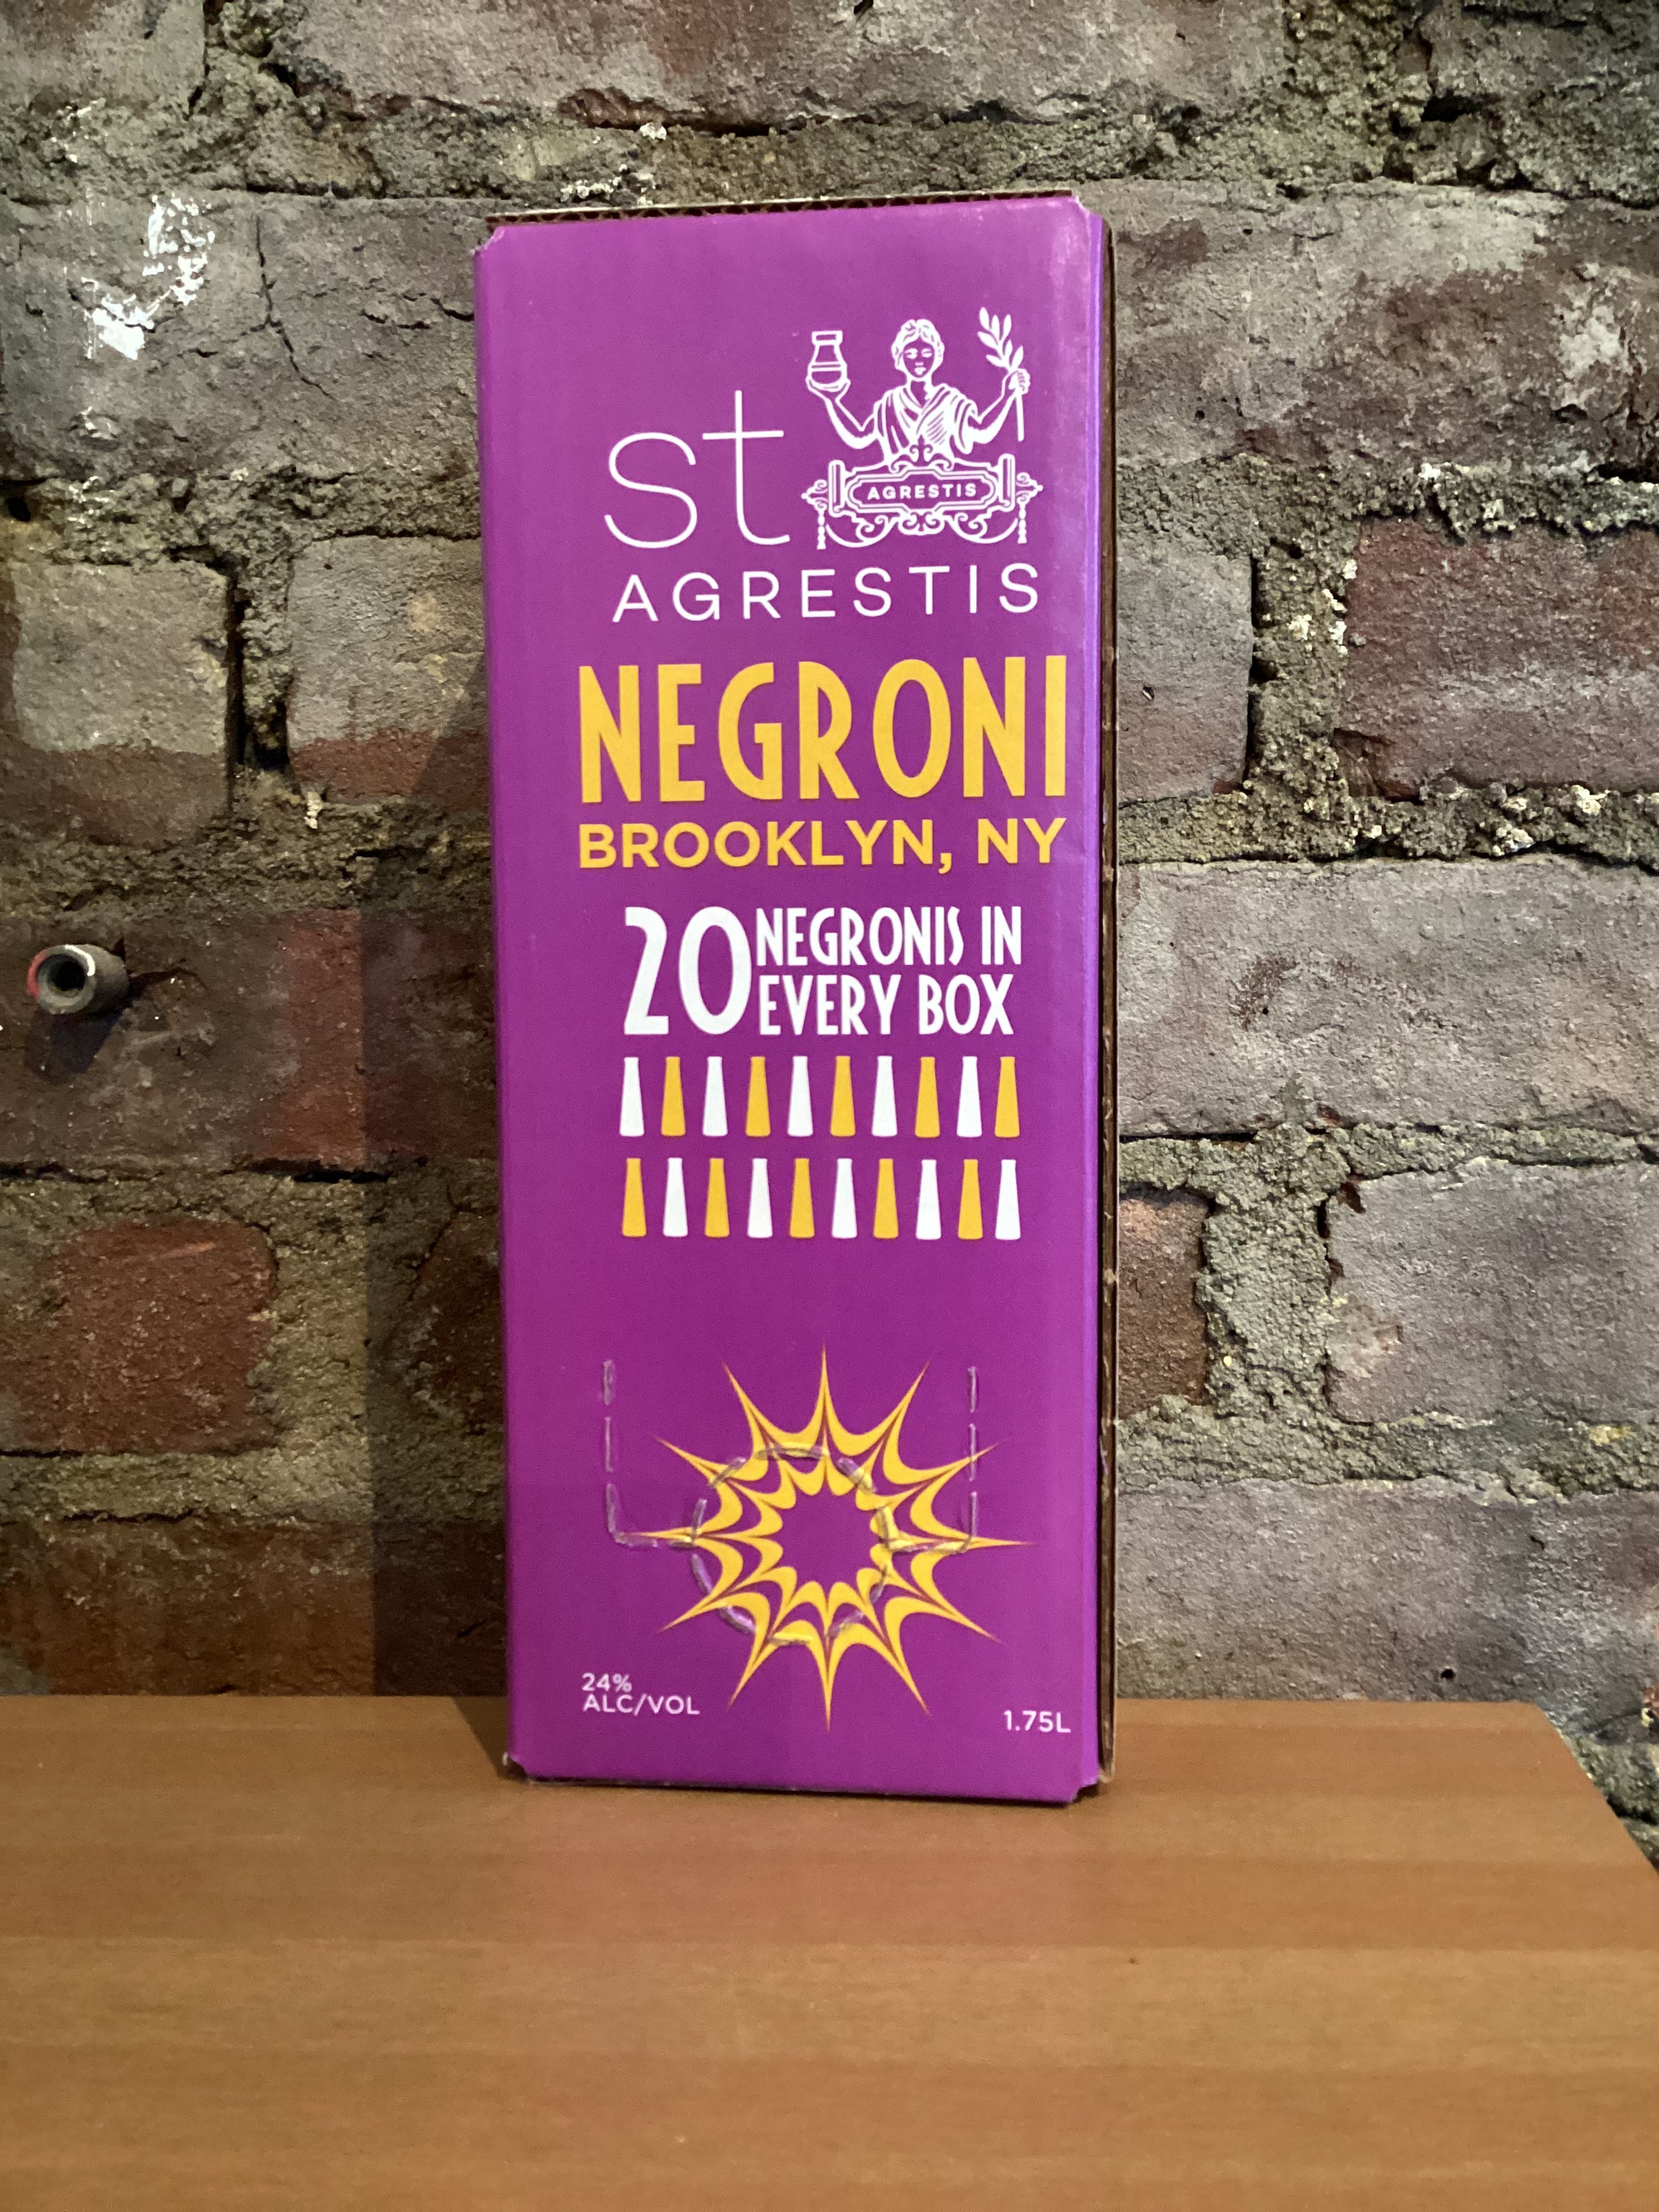 st
AGRESTIS
AGRESTIS
NEGRONI
BROOKLYN, NY
20 NEGRONIS IN
EVERY BOX
24%
ALC/VOL
1.75L